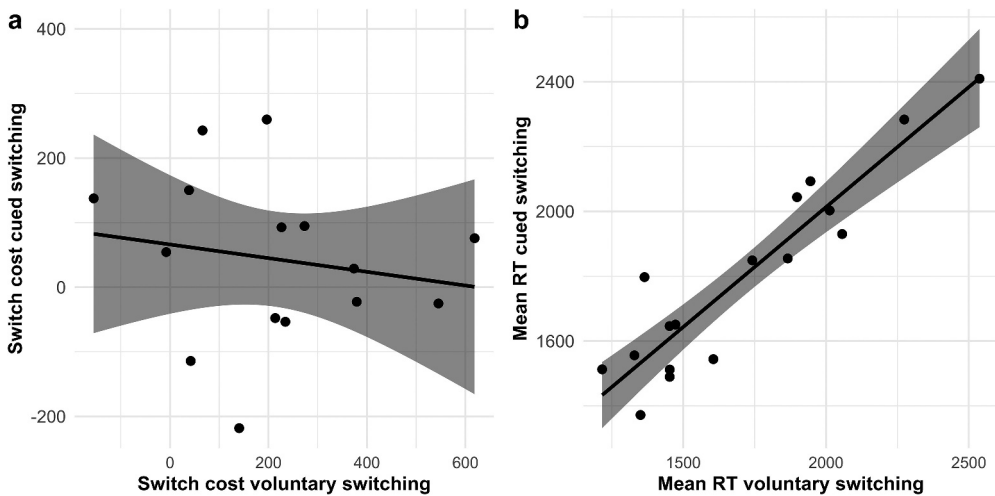 a
Switch cost cued switching
400
200
0
-200
0 200 400 600
Switch cost voluntary switching
b
Mean RT cued switching
2400
2000
1600
1500 2000 2500
Mean RT voluntary switching